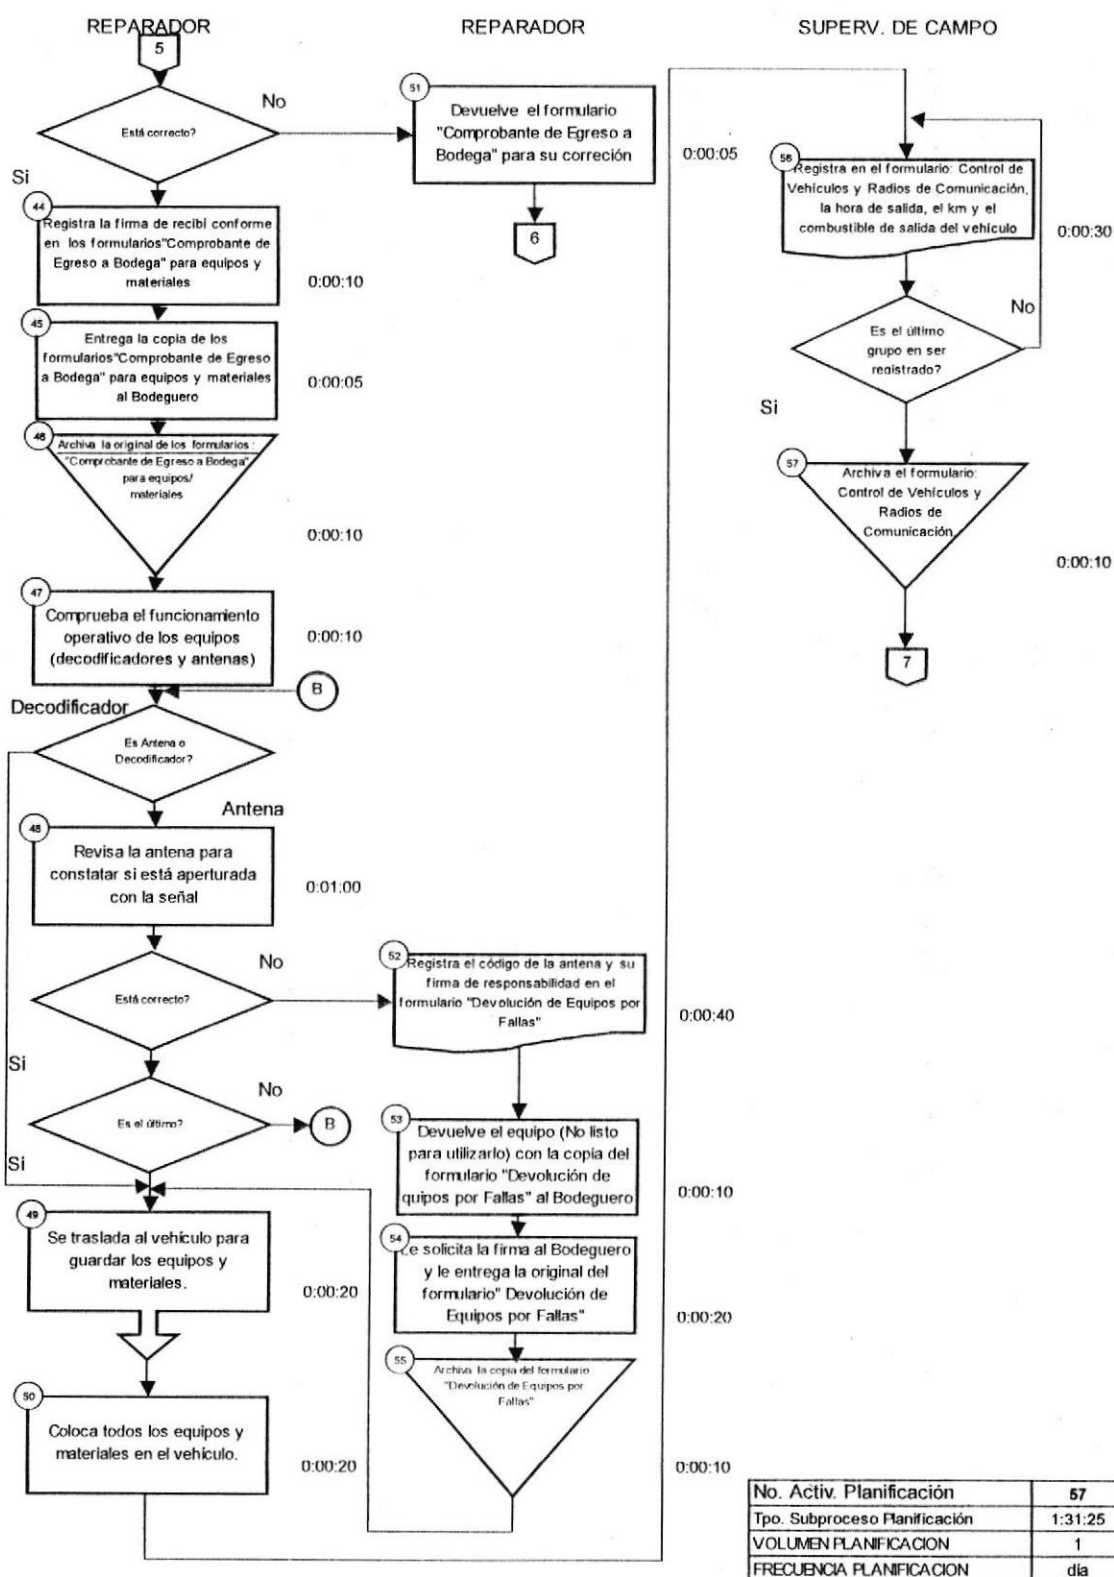 REPARADOR
5
Está correcto?
No
Si
44
Registra la firma de recibí conforme
en los formularios"Comprobante de
Egreso a Bodega" para equipos y
materiales
0:00:10
45
Entrega la copia de los
formularios"Comprobante de Egreso
a Bodega" para equipos y materiales
al Bodeguero
0:00:05
46
Archiva la original de los formularios :
"Comprobante de Egreso a Bodega"
para equipos/
materiales
0:00:10
47
Comprueba el funcionamiento
operativo de los equipos
(decodificadores y antenas)
0:00:10
B
Decodificador
Es Antena o
Decodificador?
Antena
48
Revisa la antena para
constatar si está aperturada
con la señal
0:01:00
No
Está correcto?
Si
No
Es el último?
B
Si
49
Se traslada al vehículo para
guardar los equipos y
materiales.
0:00:20
50
Coloca todos los equipos y
materiales en el vehículo.
0:00:20
REPARADOR
51
Devuelve el formulario
"Comprobante de Egreso a
Bodega" para su correción
0:00:05
6
52
Registra el código de la antena y su
firma de responsabilidad en el
formulario "Devolución de Equipos por
Fallas"
0:00:40
53
Devuelve el equipo (No listo
para utilizarlo) con la copia del
formulario "Devolución de
quipos por Fallas" al Bodeguero
0:00:10
54
Le solicita la firma al Bodeguero
y le entrega la original del
formulario" Devolución de
Equipos por Fallas"
0:00:20
55
Archiva la copia del formulario
"Devolución de Equipos por
Fallas"
0:00:10
SUPERV. DE CAMPO
56
Registra en el formulario: Control de
Vehículos y Radios de Comunicación,
la hora de salida, el km y el
combustible de salida del vehículo
0:00:30
No
Es el último
grupo en ser
registrado?
Si
57
Archiva el formulario:
Control de Vehículos y
Radios de
Comunicación
0:00:10
7
No. Activ. Planificación 57
Tpo. Subproceso Planificación 1:31:25
VOLUMEN PLANIFICACION 1
FRECUENCIA PLANIFICACION día